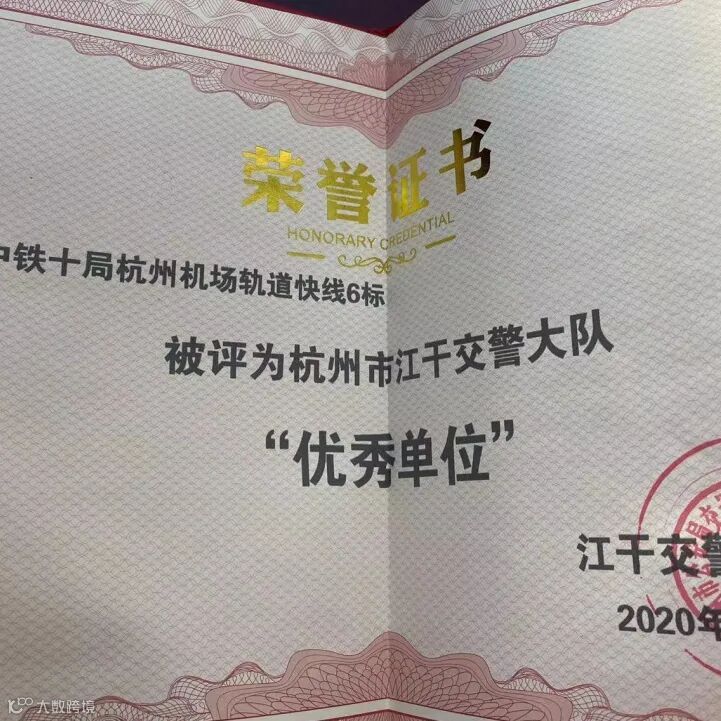 荣誉证书
HONORARY CREDENTIAL
中铁十局杭州机场轨道快线6标
被评为杭州市江干交警大队
“优秀单位”
江干交警
2020年
大数跨境